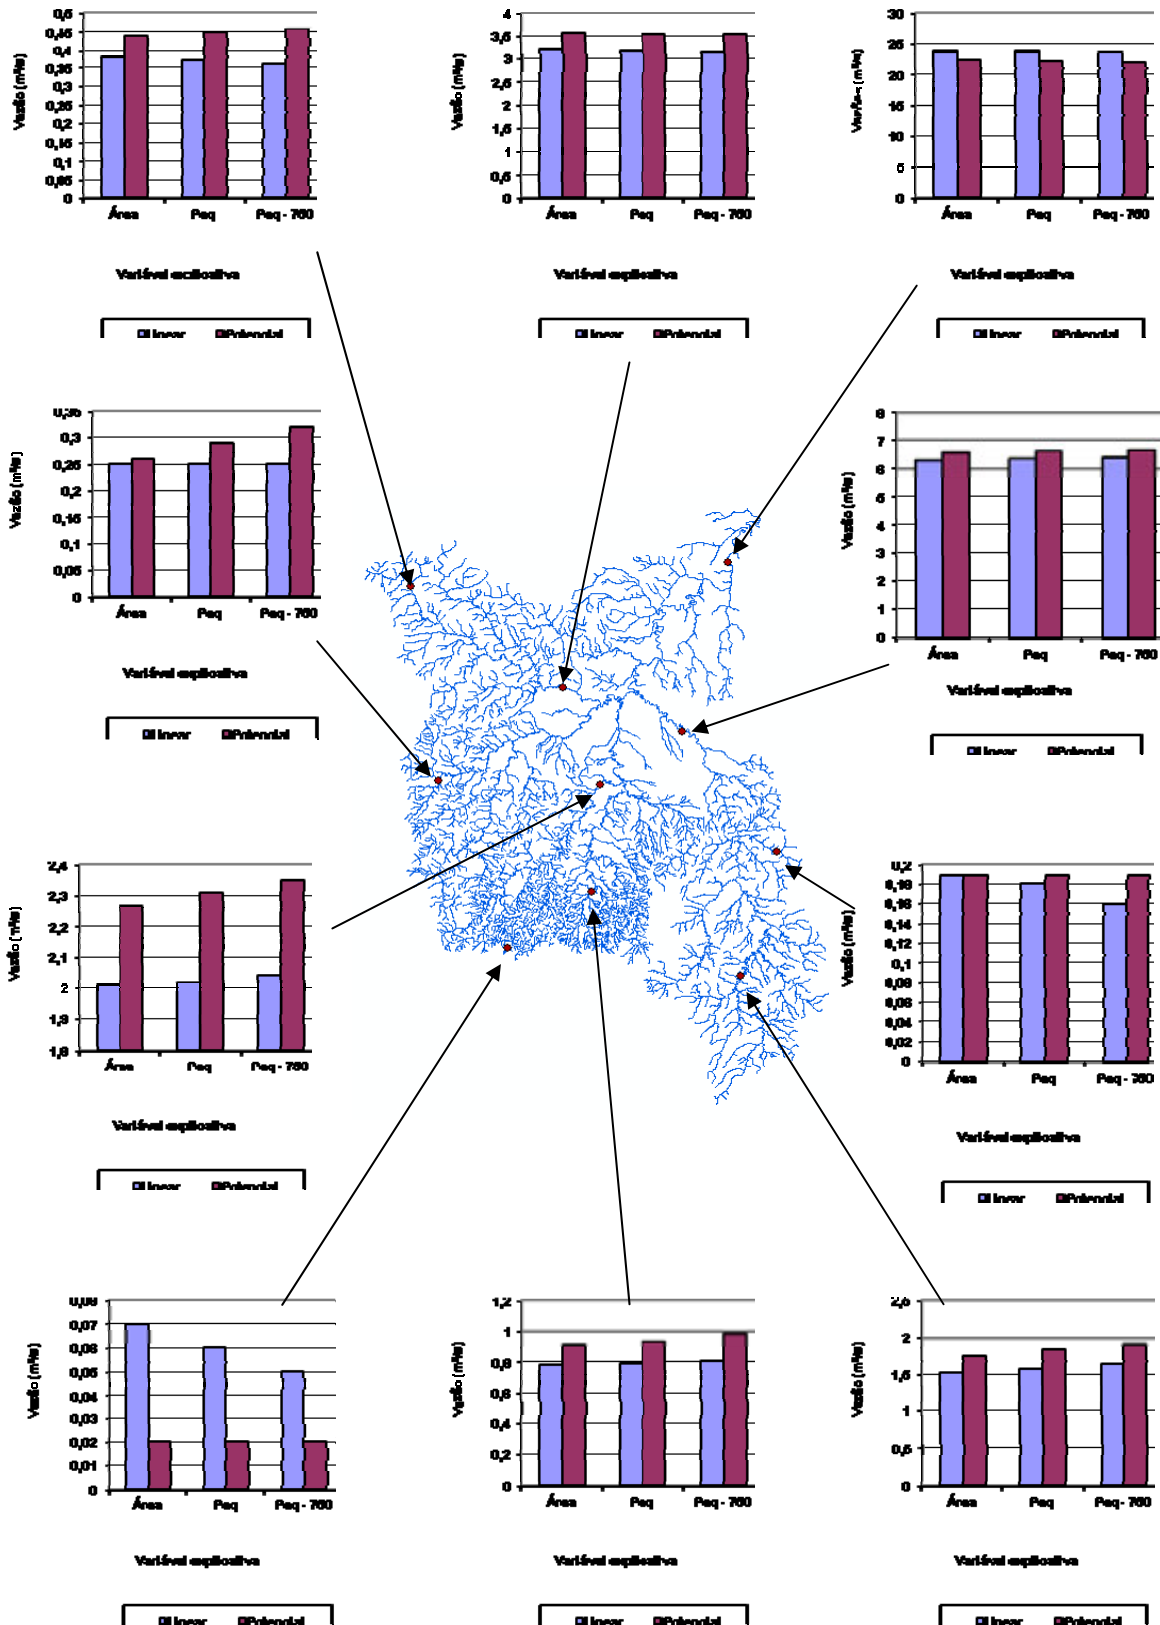 0,5
0,45
0,4
0,35
0,3
0,25
0,2
0,15
0,1
0,05
0
Vazão (m³/s)
Área Peq Peq - 750
Variável explicativa
Linear Potencial
4
3,5
3
2,5
2
1,5
1
0,5
0
Vazão (m³/s)
Área Peq Peq - 750
Variável explicativa
Linear Potencial
30
25
20
15
10
5
0
Vazão (m³/s)
Área Peq Peq - 750
Variável explicativa
Linear Potencial
0,35
0,3
0,25
0,2
0,15
0,1
0,05
0
Vazão (m³/s)
Área Peq Peq - 750
Variável explicativa
Linear Potencial
8
7
6
5
4
3
2
1
0
Vazão (m³/s)
Área Peq Peq - 750
Variável explicativa
Linear Potencial
2,4
2,3
2,2
2,1
2
1,9
1,8
Vazão (m³/s)
Área Peq Peq - 750
Variável explicativa
Linear Potencial
0,2
0,18
0,16
0,14
0,12
0,1
0,08
0,06
0,04
0,02
0
Vazão (m³/s)
Área Peq Peq - 750
Variável explicativa
Linear Potencial
0,08
0,07
0,06
0,05
0,04
0,03
0,02
0,01
0
Vazão (m³/s)
Área Peq Peq - 750
Variável explicativa
Linear Potencial
1,2
1
0,8
0,6
0,4
0,2
0
Vazão (m³/s)
Área Peq Peq - 750
Variável explicativa
Linear Potencial
2,5
2
1,5
1
0,5
0
Vazão (m³/s)
Área Peq Peq - 750
Variável explicativa
Linear Potencial